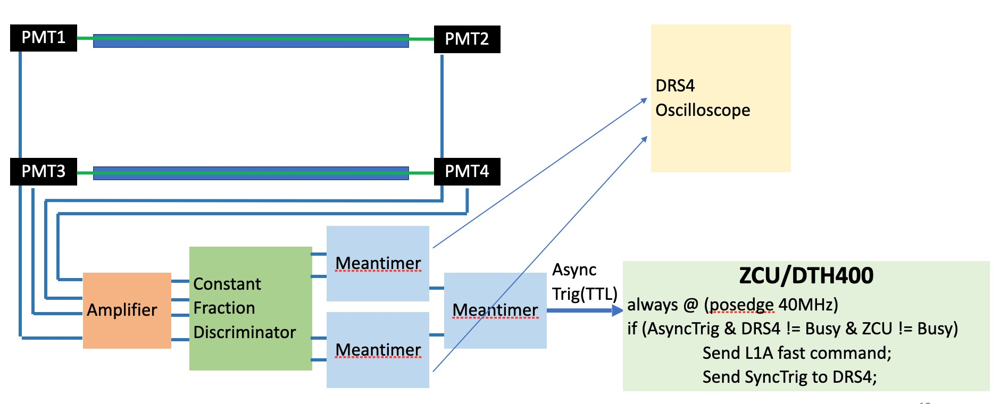 PMT1
PMT2
DRS4
Oscilloscope
PMT3
PMT4
Meantimer
Amplifier
Constant
Fraction
Discriminator
Meantimer
Meantimer
Async
Trig(TTL)
ZCU/DTH400
always @ (posedge 40MHz)
if (AsyncTrig & DRS4 != Busy & ZCU != Busy)
Send L1A fast command;
Send SyncTrig to DRS4;